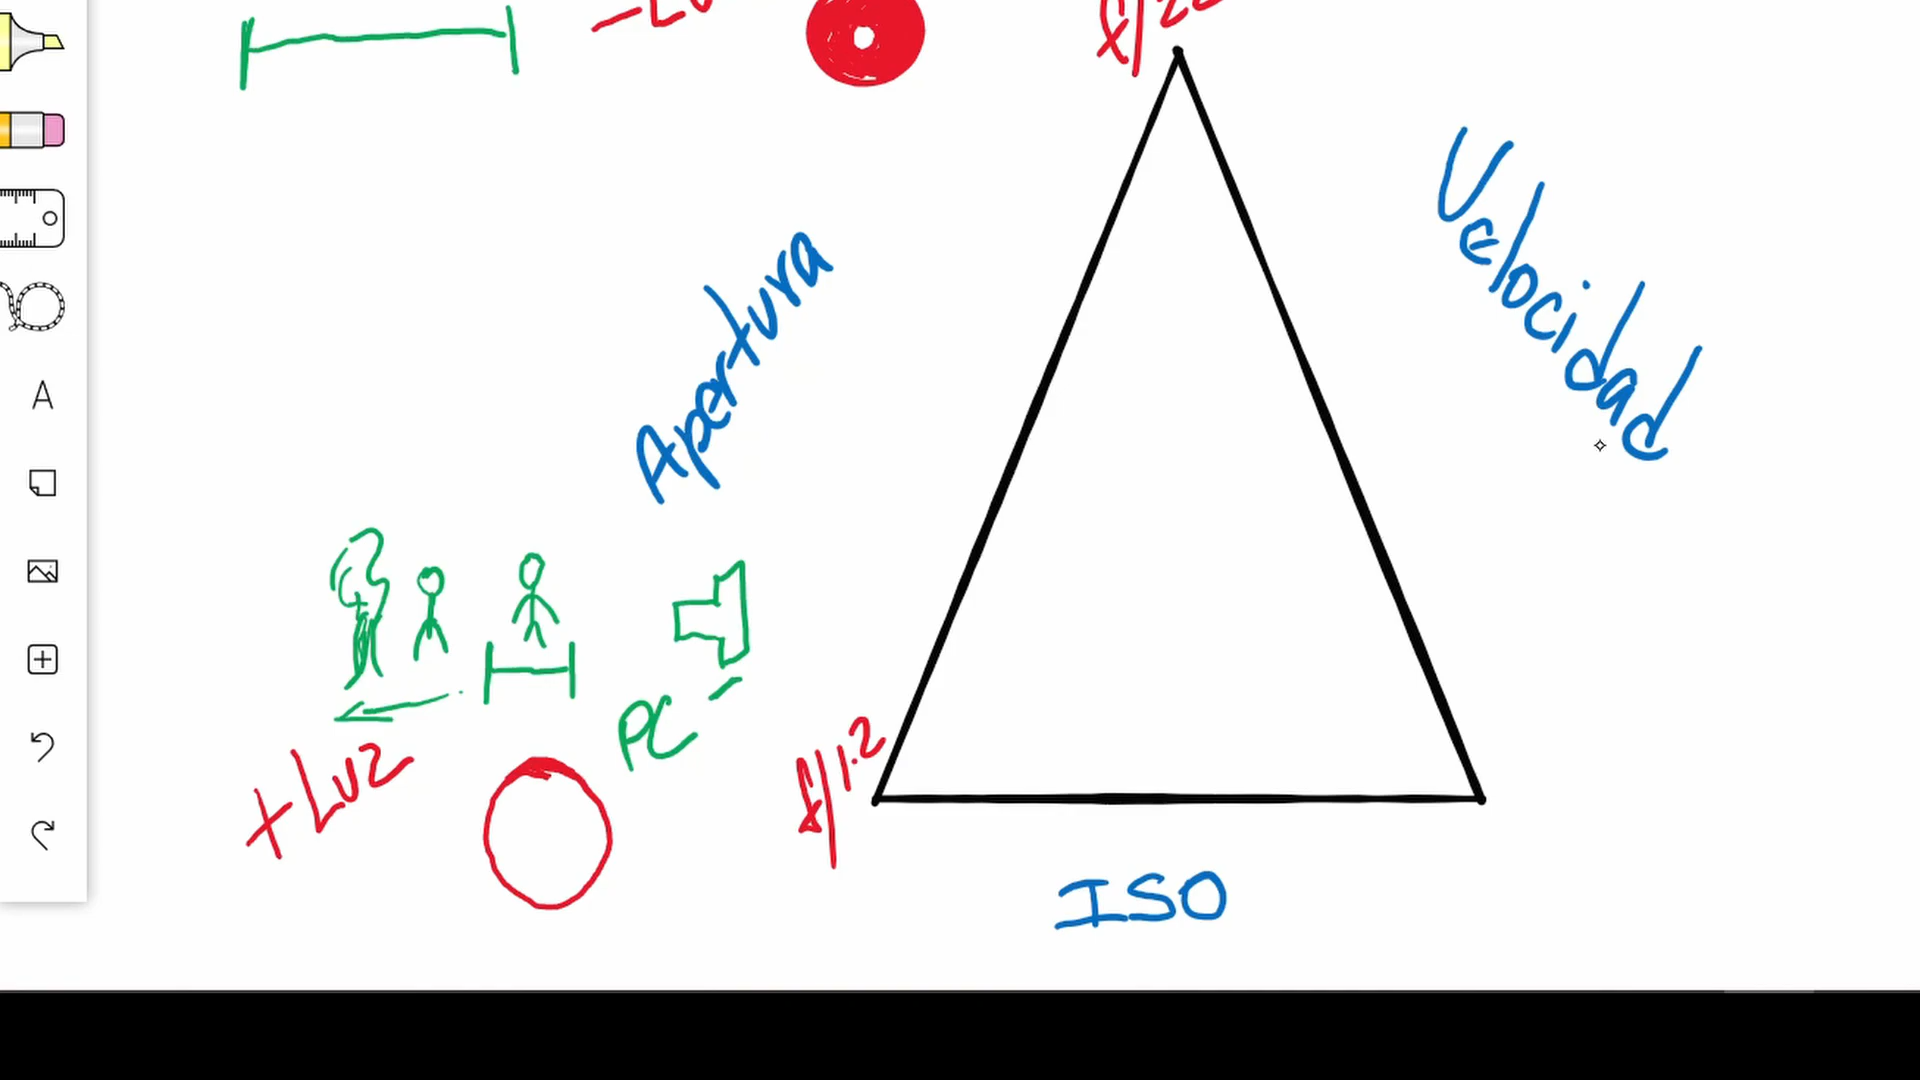 f/22
Velocidad
Apertura
PC
+Luz
f/1.2
ISO